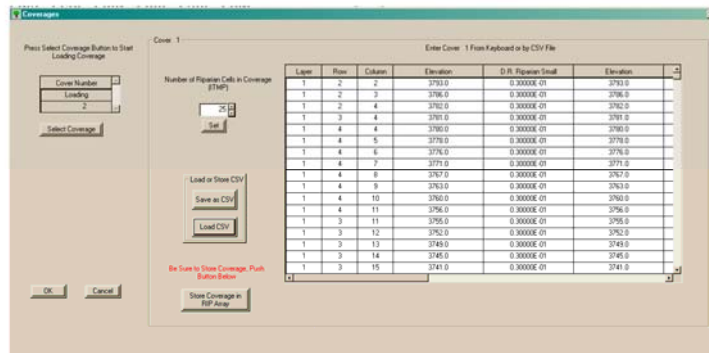 Coverages
Press Select Coverage Button to Start
Loading Coverage
Cover Number
Loading
2
Select Coverage
OK
Cancel
Cover 1
Enter Cover 1 From Keyboard or by CSV File
Number of Riparian Cells in Coverage
(ITMP)
25
Set
Load or Store CSV
Save as CSV
Load CSV
Be Sure to Store Coverage, Push
Button Below
Store Coverage in
RIP Array
Layer Row Column Elevation D.R. Riparian Small Elevation
1 2 2 3793.0 0.30000E-01 3793.0
1 2 3 3786.0 0.30000E-01 3786.0
1 2 4 3782.0 0.30000E-01 3782.0
1 3 4 3781.0 0.30000E-01 3781.0
1 4 4 3780.0 0.30000E-01 3780.0
1 4 5 3778.0 0.30000E-01 3778.0
1 4 6 3776.0 0.30000E-01 3776.0
1 4 7 3771.0 0.30000E-01 3771.0
1 4 8 3767.0 0.30000E-01 3767.0
1 4 9 3763.0 0.30000E-01 3763.0
1 4 10 3760.0 0.30000E-01 3760.0
1 4 11 3756.0 0.30000E-01 3756.0
1 3 11 3755.0 0.30000E-01 3755.0
1 3 12 3752.0 0.30000E-01 3752.0
1 3 13 3749.0 0.30000E-01 3749.0
1 3 14 3745.0 0.30000E-01 3745.0
1 3 15 3741.0 0.30000E-01 3741.0